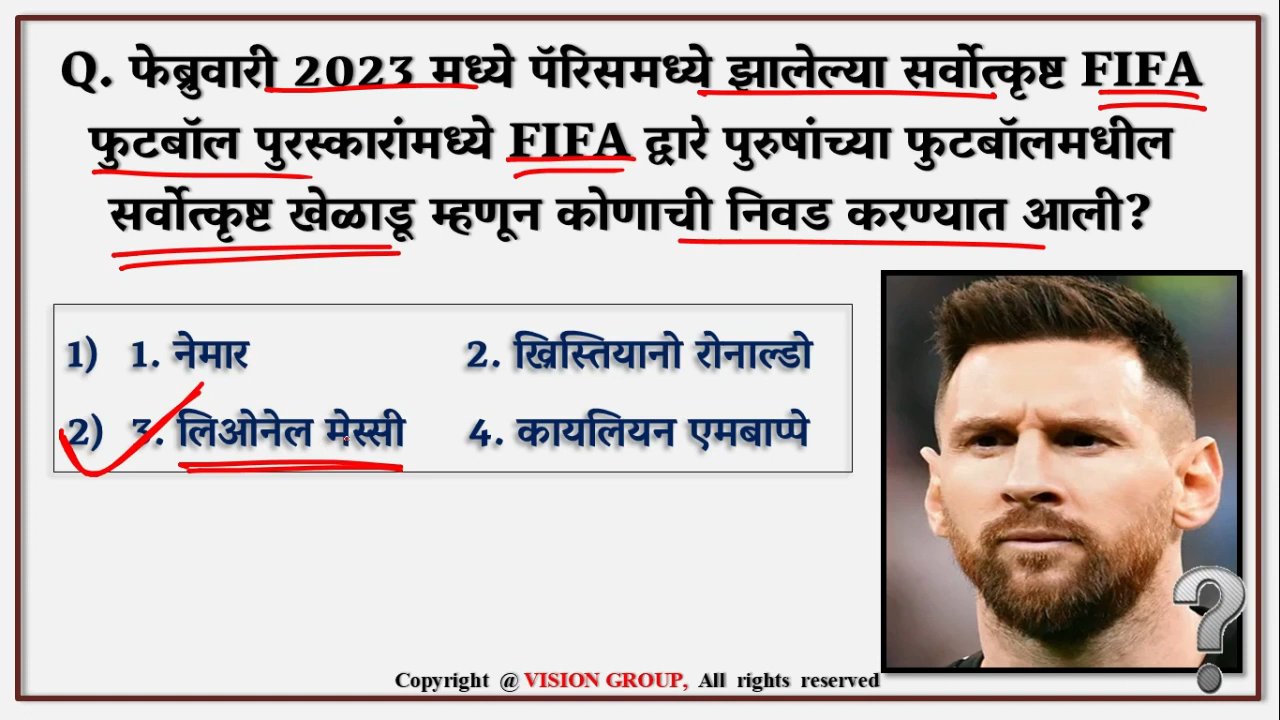 Q. फेब्रुवारी 2023 मध्ये पॅरिसमध्ये झालेल्या सर्वोत्कृष्ट FIFA
फुटबॉल पुरस्कारांमध्ये FIFA द्वारे पुरुषांच्या फुटबॉलमधील
सर्वोत्कृष्ट खेळाडू म्हणून कोणाची निवड करण्यात आली?
1) 1. नेमार 2. ख्रिस्तियानो रोनाल्डो
2) 3. लिओनेल मेस्सी 4. कायलियन एमबाप्पे
Copyright @ VISION GROUP, All rights reserved